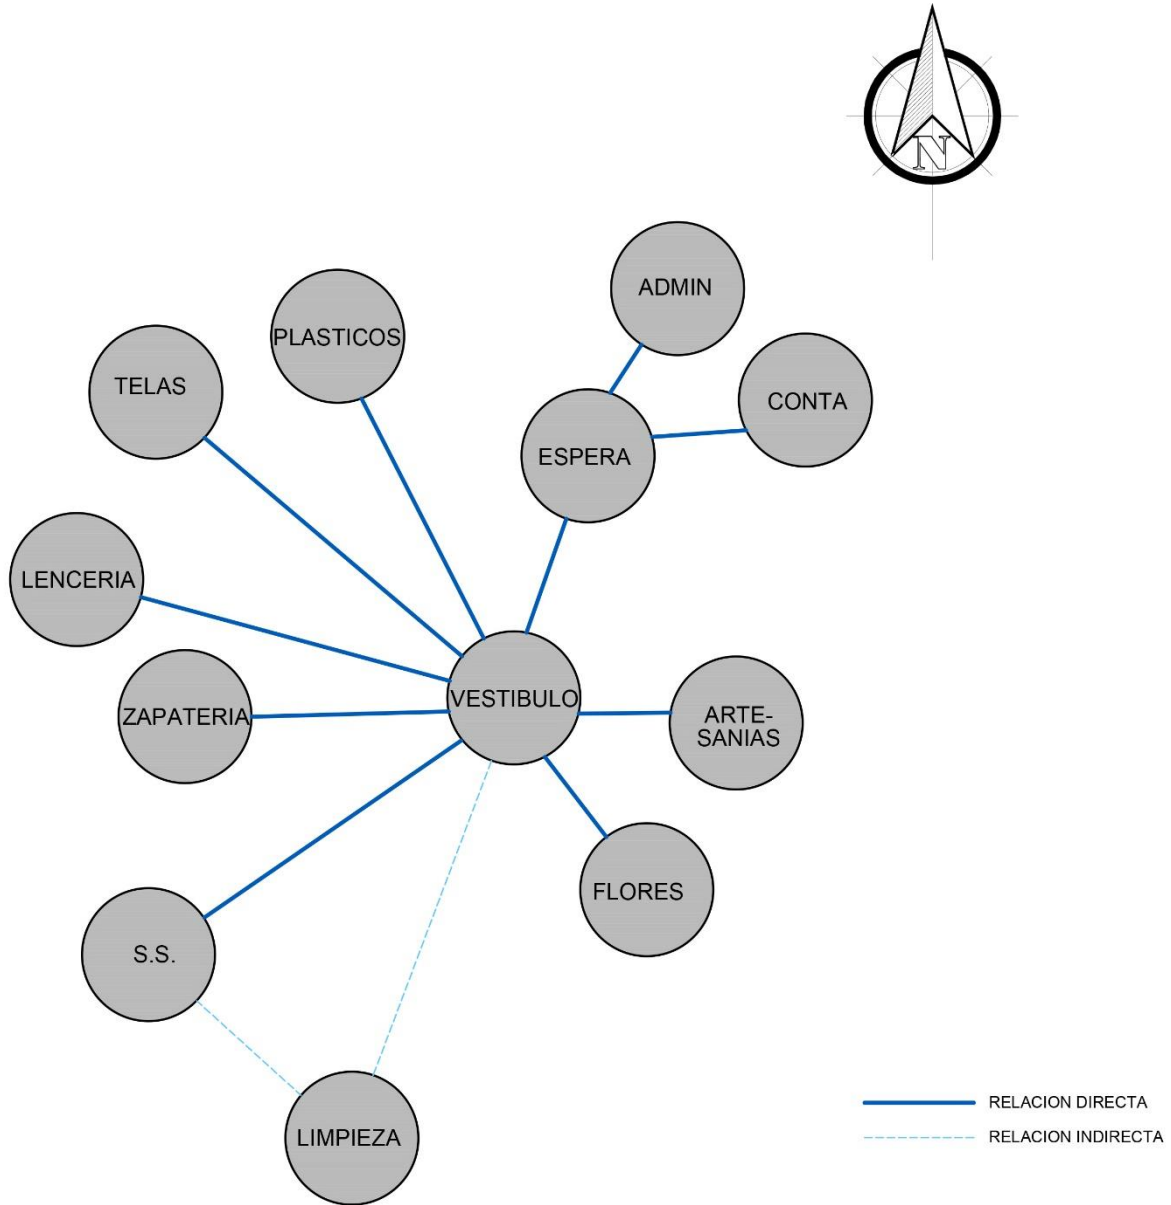 N
ADMIN
PLASTICOS
TELAS
CONTA
ESPERA
LENCERIA
VESTIBULO
ZAPATERIA
ARTE-
SANIAS
FLORES
S.S.
LIMPIEZA
RELACION DIRECTA
RELACION INDIRECTA